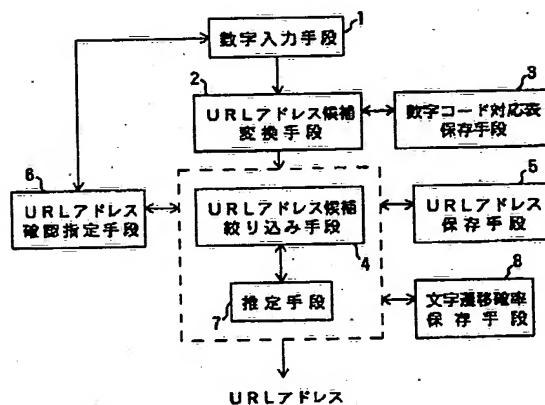 1
数字入力手段
2
URLアドレス候補
変換手段
3
数字コード対応表
保存手段
6
URLアドレス
確認指定手段
URLアドレス候補
絞り込み手段
4
5
URLアドレス
保存手段
推定手段
7
8
文字遷移確率
保存手段
URLアドレス